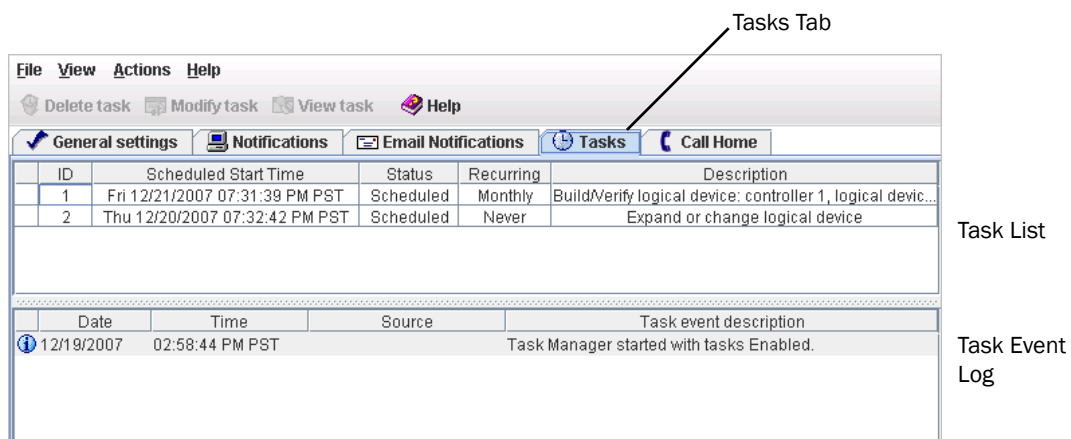 Tasks Tab
File View Actions Help
Delete task Modify task View task Help
General settings Notifications Email Notifications Tasks Call Home
ID Scheduled Start Time Status Recurring Description
1 Fri 12/21/2007 07:31:39 PM PST Scheduled Monthly Build/Verify logical device: controller 1, logical devic...
2 Thu 12/20/2007 07:32:42 PM PST Scheduled Never Expand or change logical device
Task List
Date Time Source Task event description
12/19/2007 02:58:44 PM PST Task Manager started with tasks Enabled.
Task Event
Log